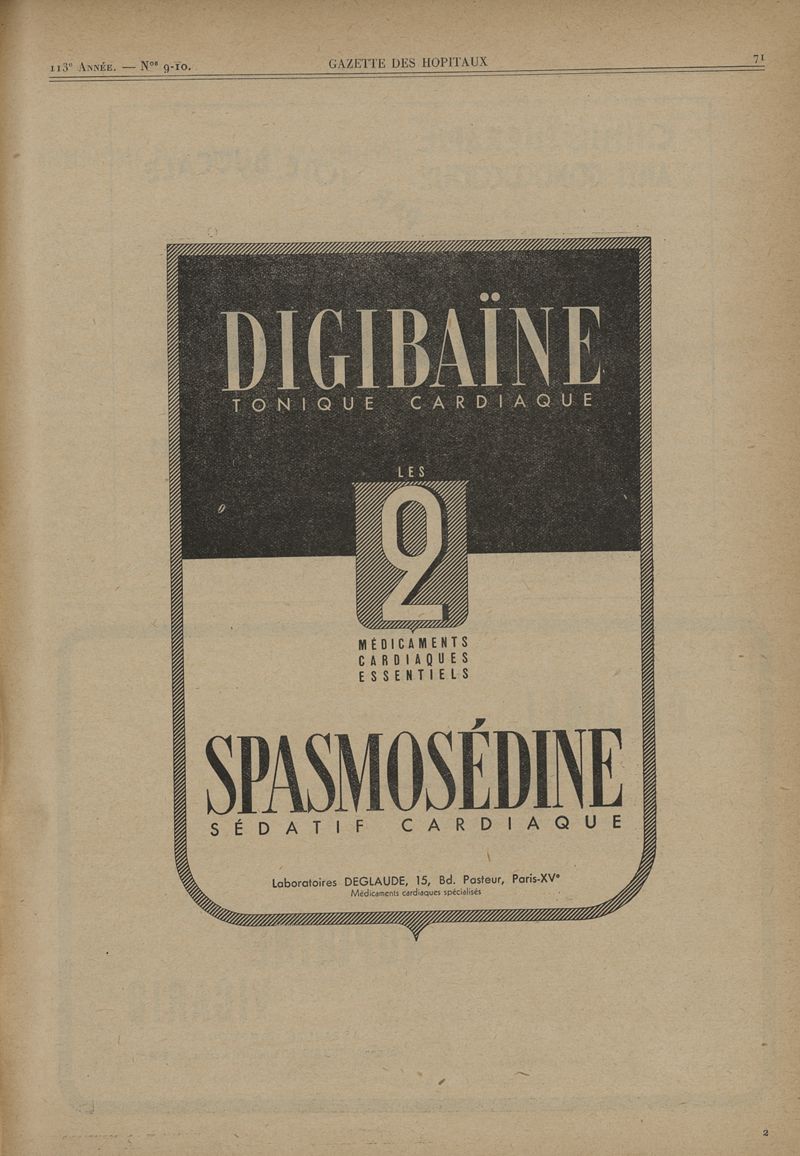 113e ANNÉE. — Nos 9-10.
GAZETTE DES HOPITAUX
71
DIGIBAÏNE
TONIQUE CARDIAQUE
LES
2
MÉDICAMENTS
CARDIAQUES
ESSENTIELS
SPASMOSÉDINE
SÉDATIF CARDIAQUE
Laboratoires DEGLAUDE, 15, Bd. Pasteur, Paris-XVe
Médicaments cardiaques spécialisés
2